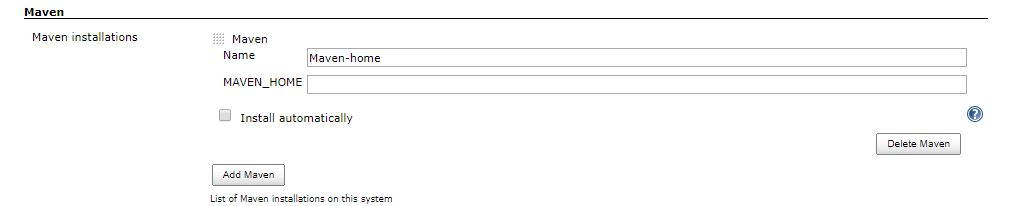 Maven
Maven installations
Maven
Name
Maven-home
MAVEN_HOME
Install automatically
?
Delete Maven
Add Maven
List of Maven installations on this system